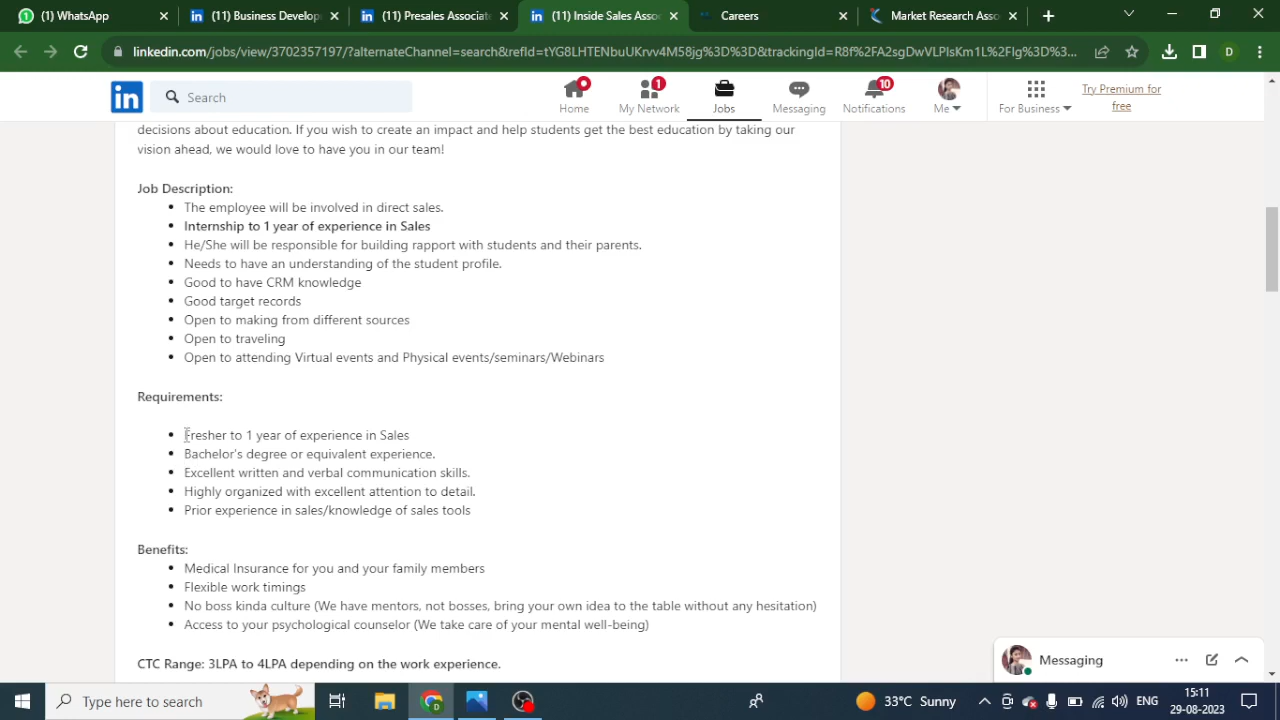 (11) WhatsApp
(11) Business Develop
(11) Presales Associat
(11) Inside Sales Asso
Careers
Market Research Asso
linkedin.com/jobs/view/3702357197/?alternateChannel=search&refId=tYG8LHTENbuUKrvv4M58jg%3D%3D&trackingId=R8f%2FA2sgDwVLPIsKm1L%2FIg%3D%3...
D
in
Search
Home
1
My Network
Jobs
Messaging
10
Notifications
Me
For Business
Try Premium for
free
decisions about education. If you wish to create an impact and help students get the best education by taking our
vision ahead, we would love to have you in our team!
Job Description:
• The employee will be involved in direct sales.
• Internship to 1 year of experience in Sales
• He/She will be responsible for building rapport with students and their parents.
• Needs to have an understanding of the student profile.
• Good to have CRM knowledge
• Good target records
• Open to making from different sources
• Open to traveling
• Open to attending Virtual events and Physical events/seminars/Webinars
Requirements:
• Fresher to 1 year of experience in Sales
• Bachelor's degree or equivalent experience.
• Excellent written and verbal communication skills.
• Highly organized with excellent attention to detail.
• Prior experience in sales/knowledge of sales tools
Benefits:
• Medical Insurance for you and your family members
• Flexible work timings
• No boss kinda culture (We have mentors, not bosses, bring your own idea to the table without any hesitation)
• Access to your psychological counselor (We take care of your mental well-being)
CTC Range: 3LPA to 4LPA depending on the work experience.
Messaging
Type here to search
33°C Sunny
ENG
15:11
29-08-2023